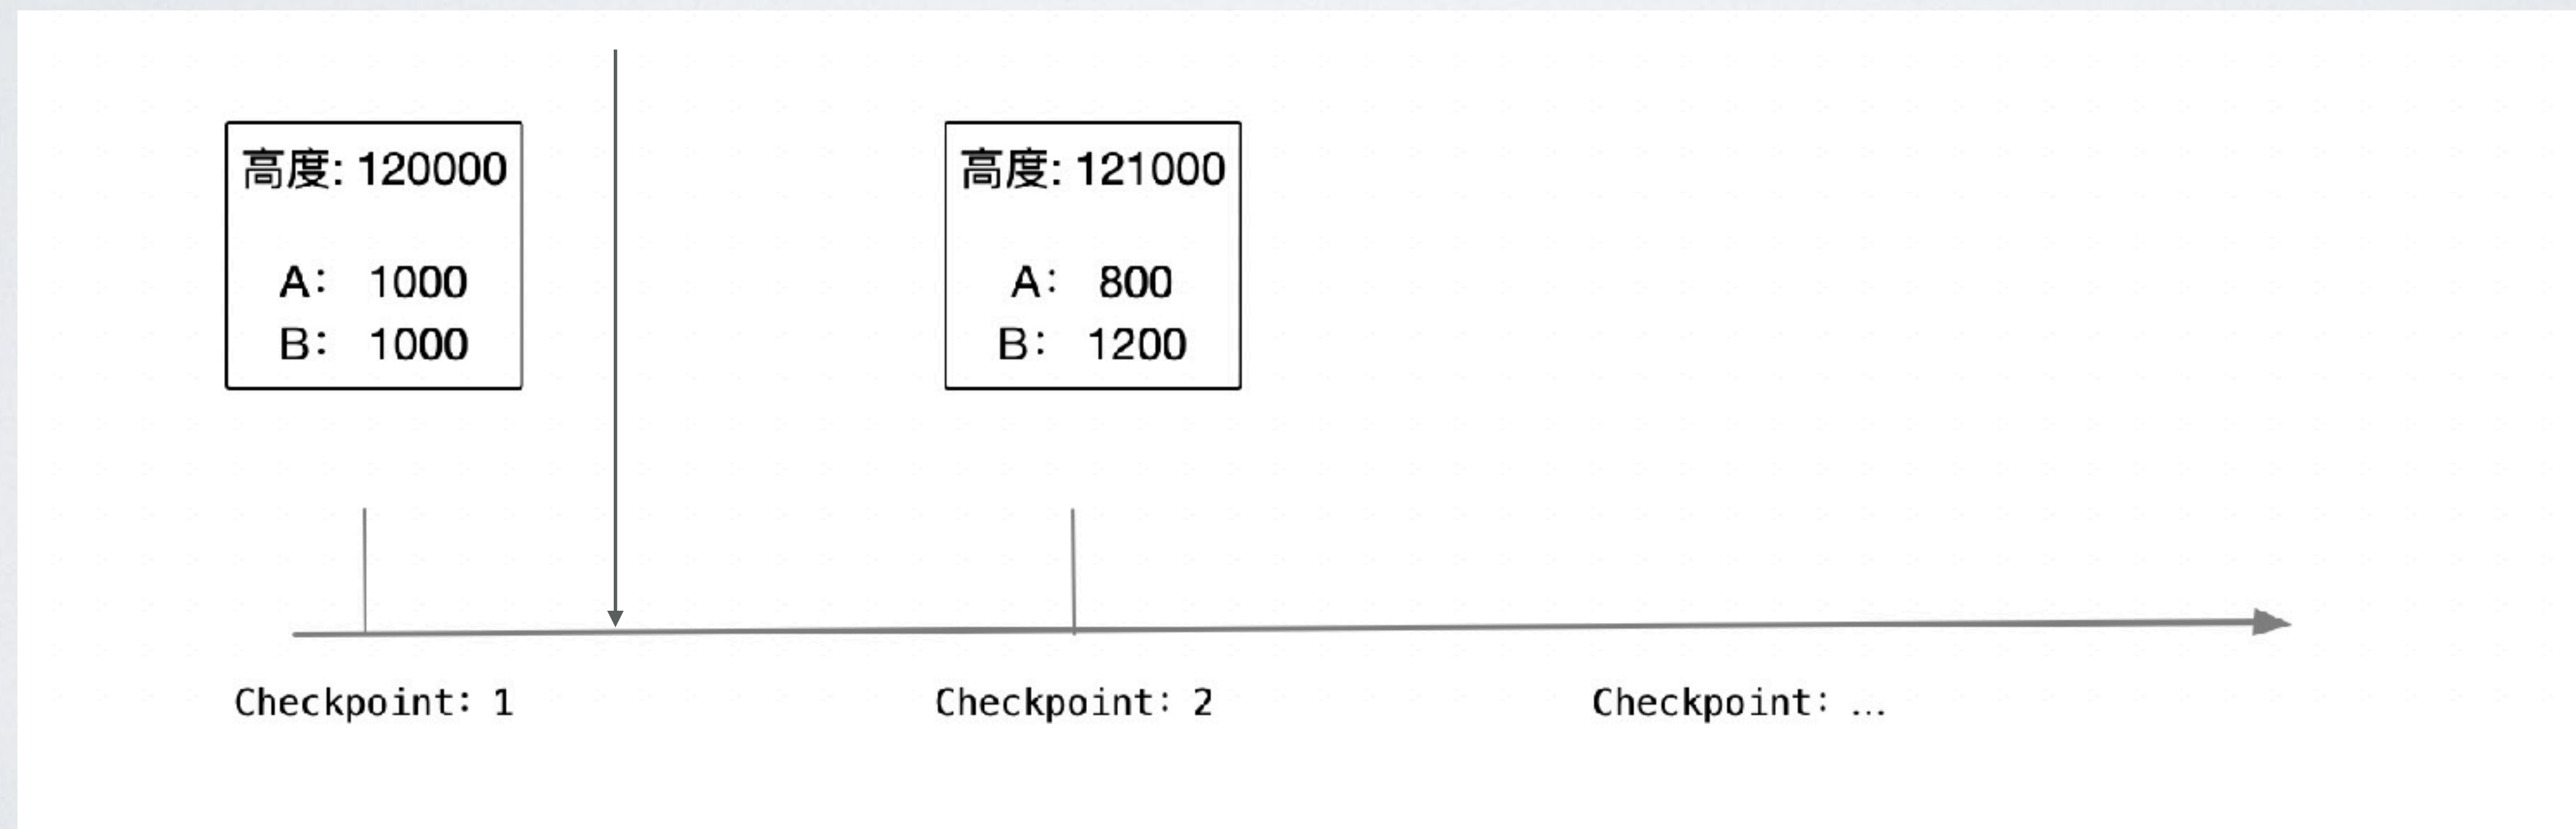 高度: 120000
A： 1000
B： 1000
高度: 121000
A： 800
B： 1200
Checkpoint: 1
Checkpoint: 2
Checkpoint: ...